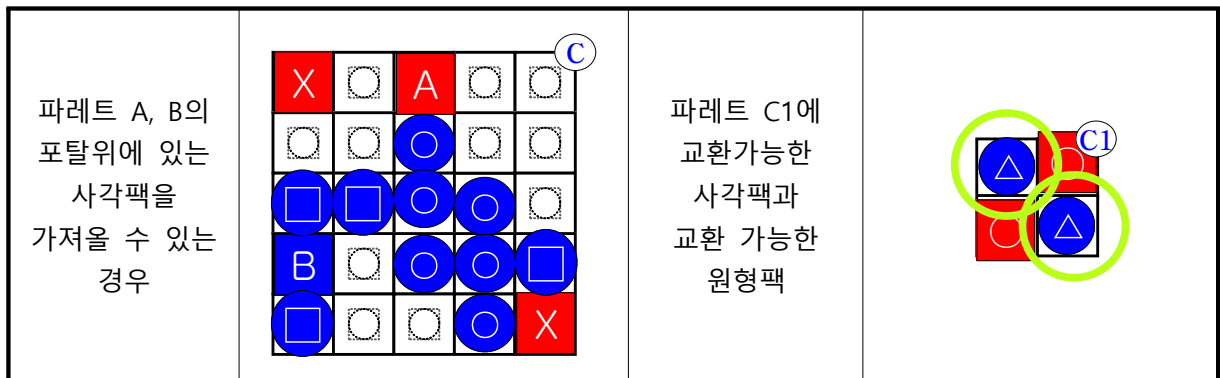 파레트 A, B의
포탈위에 있는
사각팩을
가져올 수 있는
경우
C
X A
B
X
파레트 C1에
교환가능한
사각팩과
교환 가능한
원형팩
C1